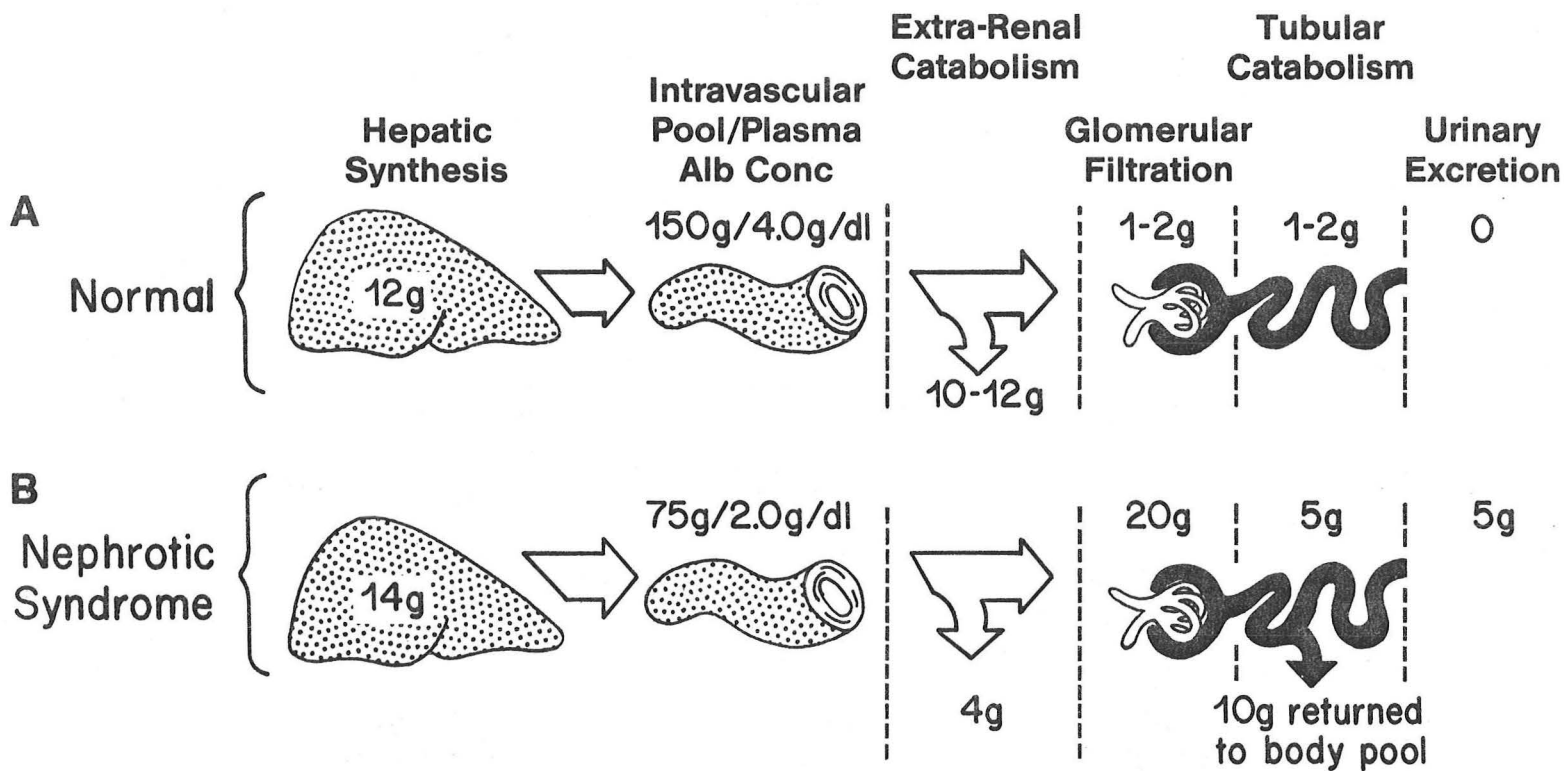 Extra-Renal
Catabolism
Tubular
Catabolism
Intravascular
Pool/Plasma
Alb Conc
Hepatic
Synthesis
Glomerular
Filtration
Urinary
Excretion
A
Normal
12g
150g/4.0g/dl
10-12g
1-2g
1-2g
0
B
Nephrotic
Syndrome
14g
75g/2.0g/dl
4g
20g
5g
5g
10g returned
to body pool